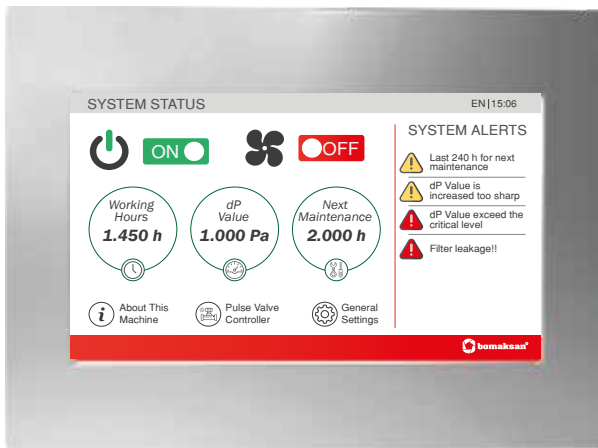 SYSTEM STATUS
EN|15:06
ON
OFF
Working
Hours
1.450 h
dP
Value
1.000 Pa
Next
Maintenance
2.000 h
About This
Machine
Pulse Valve
Controller
General
Settings
SYSTEM ALERTS
Last 240 h for next
maintenance
dP Value is
increased too sharp
dP Value exceed the
critical level
Filter leakage!!
bomaksan®